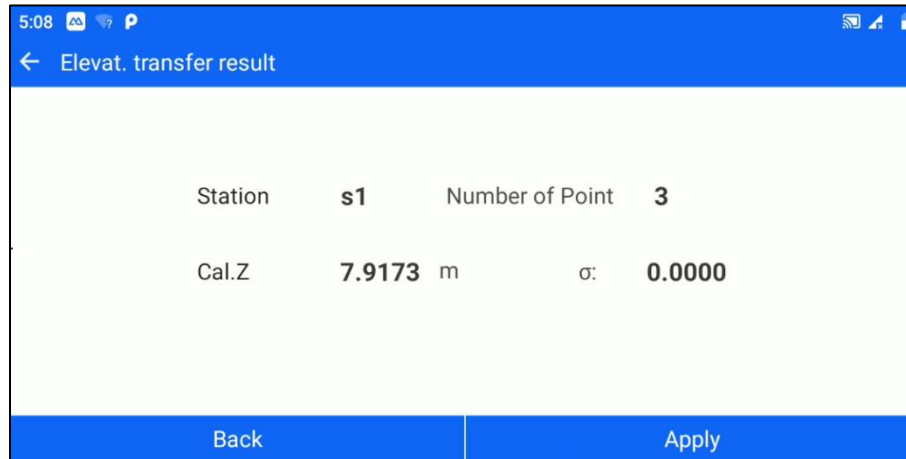 5:08
Elevat. transfer result
Station s1 Number of Point 3
Cal.Z 7.9173 m σ: 0.0000
Back Apply